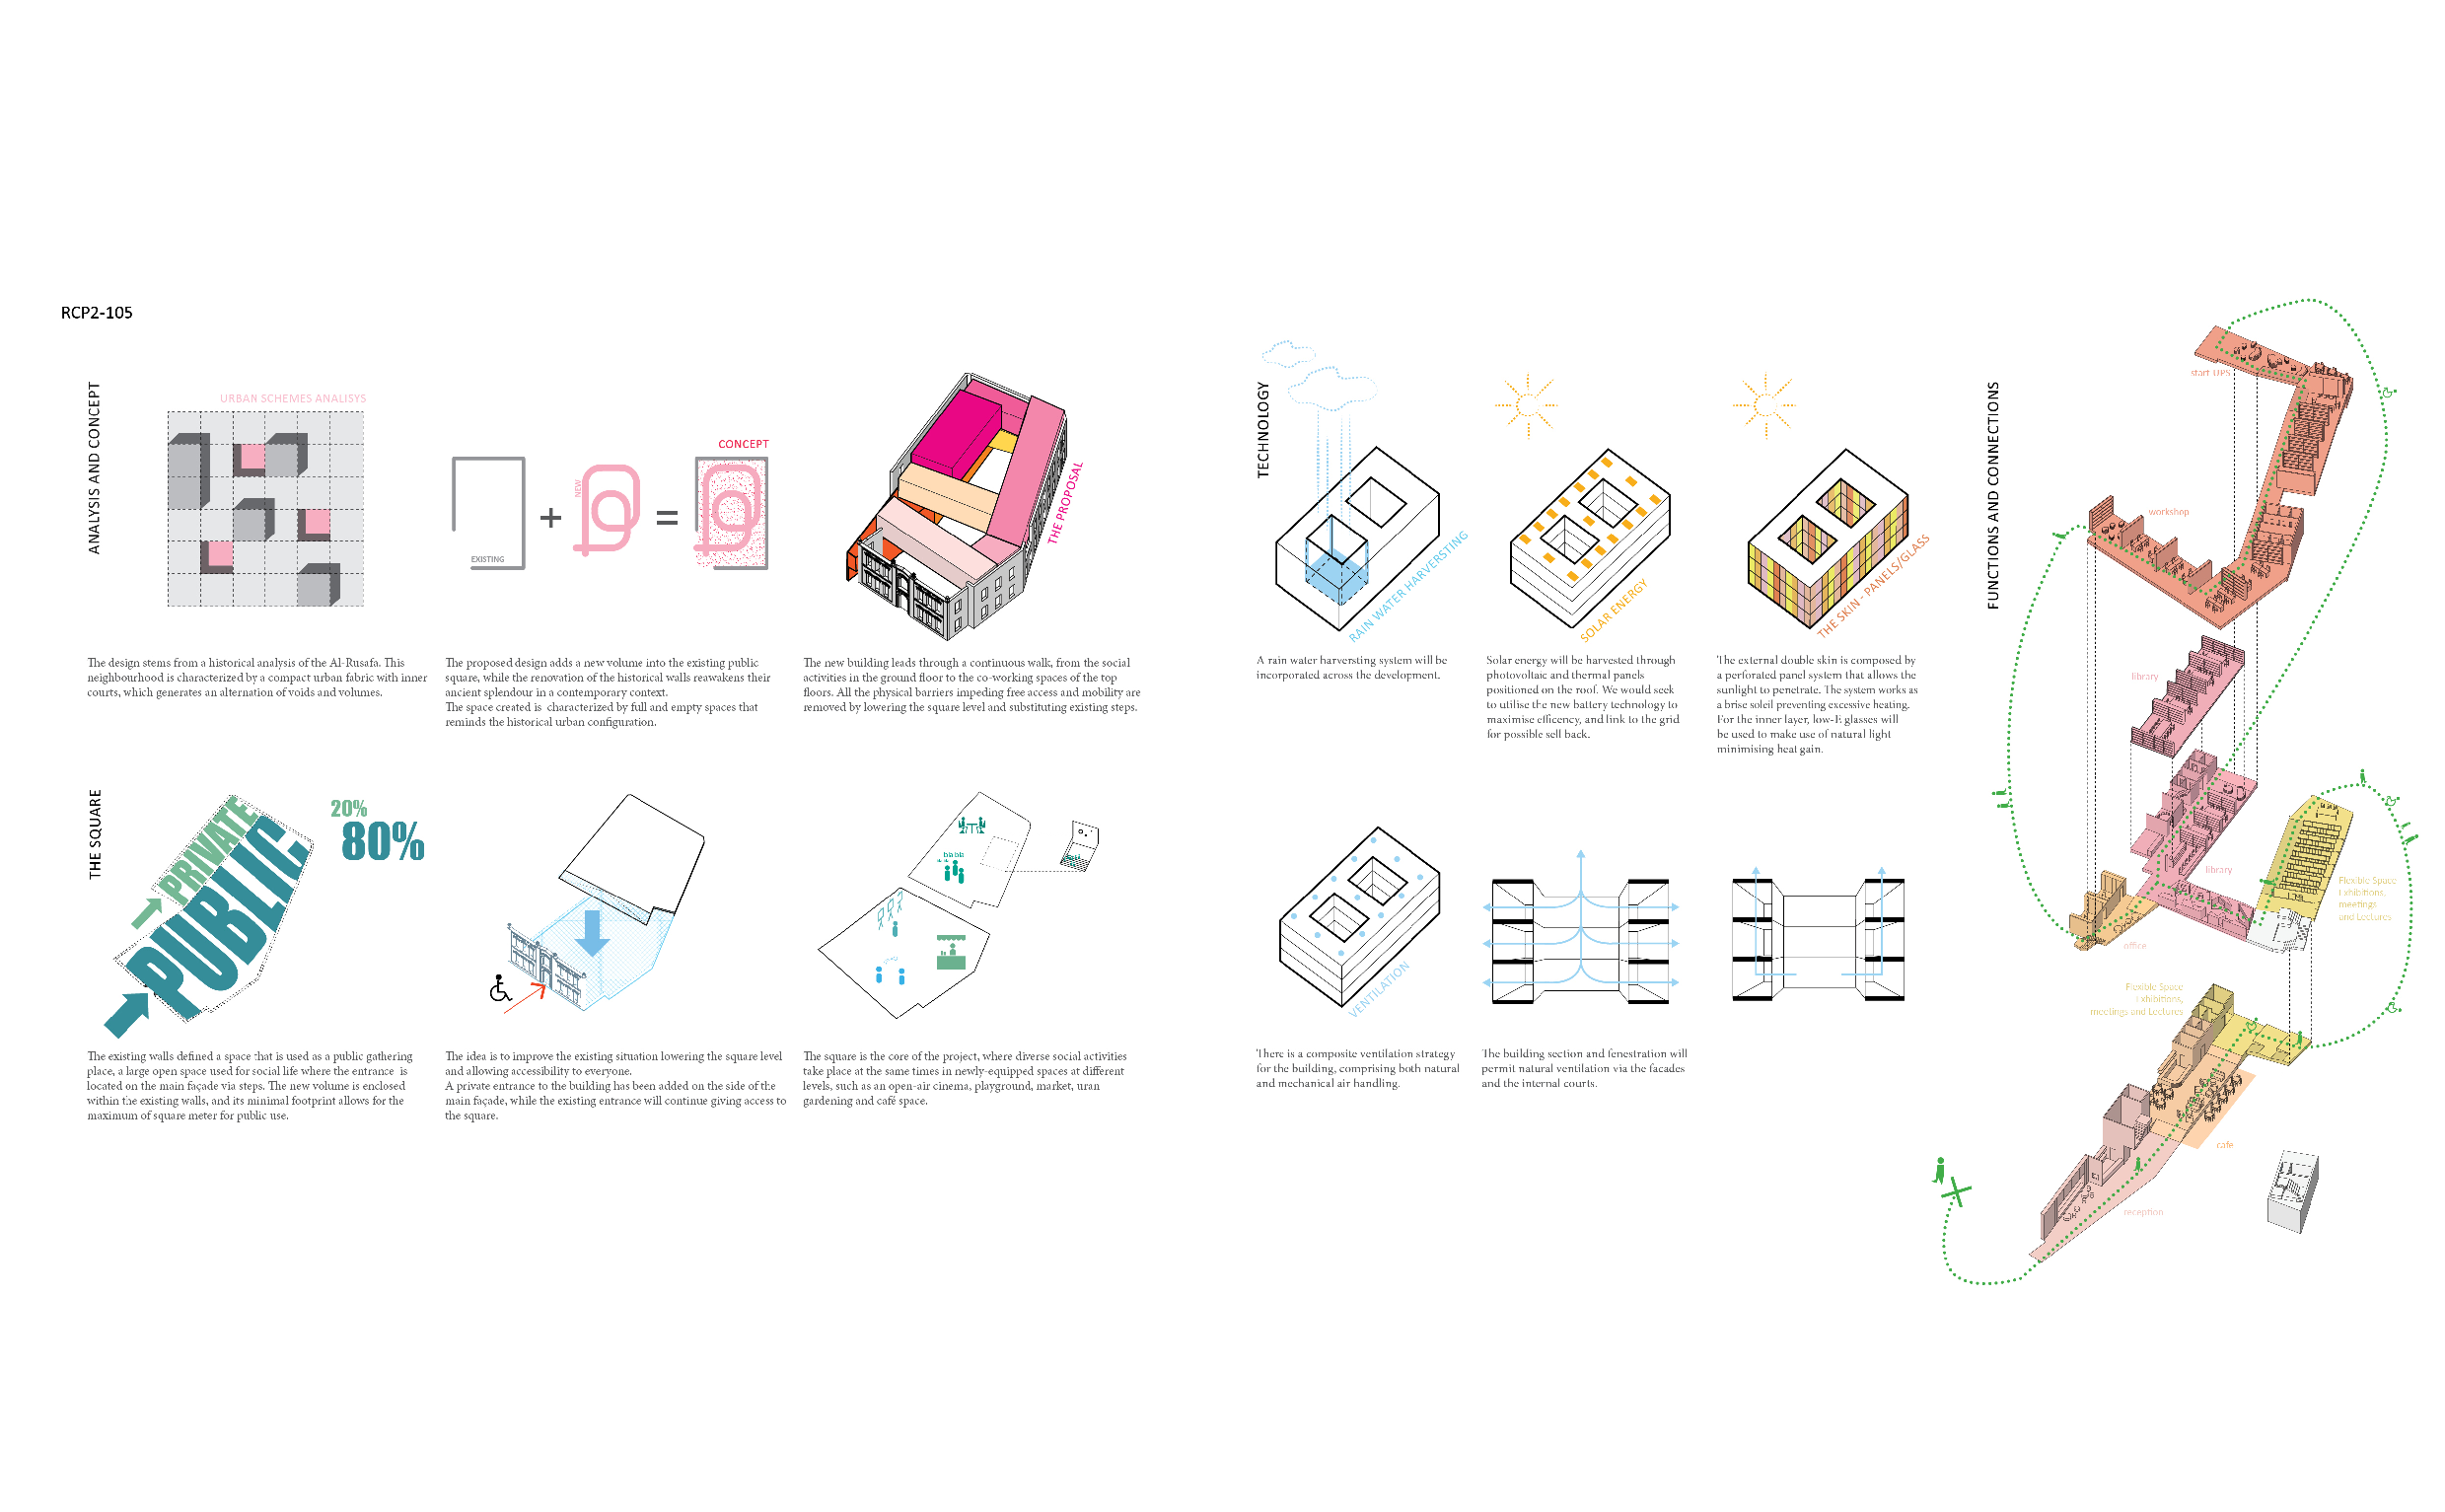 RCP2-105
ANALYSIS AND CONCEPT
URBAN SCHEMES ANALISYS
EXISTING
+
NEW
=
CONCEPT
THE PROPOSAL
The design stems from a historical analysis of the Al-Rusafa. This
neighbourhood is characterized by a compact urban fabric with inner
courts, which generates an alternation of voids and volumes.
The proposed design adds a new volume into the existing public
square, while the renovation of the historical walls reawakens their
ancient splendour in a contemporary context.
The space created is characterized by full and empty spaces that
reminds the historical urban configuration.
The new building leads through a continuous walk, from the social
activities in the ground floor to the co-working spaces of the top
floors. All the physical barriers impeding free access and mobility are
removed by lowering the square level and substituting existing steps.
THE SQUARE
PRIVATE
PUBLIC
20%
80%
bla bla
The existing walls defined a space that is used as a public gathering
place, a large open space used for social life where the entrance is
located on the main façade via steps. The new volume is enclosed
within the existing walls, and its minimal footprint allows for the
maximum of square meter for public use.
The idea is to improve the existing situation lowering the square level
and allowing accessibility to everyone.
A private entrance to the building has been added on the side of the
main façade, while the existing entrance will continue giving access to
the square.
The square is the core of the project, where diverse social activities
take place at the same times in newly-equipped spaces at different
levels, such as an open-air cinema, playground, market, uran
gardening and café space.
TECHNOLOGY
RAIN WATER HARVERSTING
SOLAR ENERGY
THE SKIN - PANELS/GLASS
A rain water harversting system will be
incorporated across the development.
Solar energy will be harvested through
photovoltaic and thermal panels
positioned on the roof. We would seek
to utilise the new battery technology to
maximise efficency, and link to the grid
for possible sell back.
The external double skin is composed by
a perforated panel system that allows the
sunlight to penetrate. The system works as
a brise soleil preventing excessive heating.
For the inner layer, low-E glasses will
be used to make use of natural light
minimising heat gain.
VENTILATION
There is a composite ventilation strategy
for the building, comprising both natural
and mechanical air handling.
The building section and fenestration will
permit natural ventilation via the facades
and the internal courts.
FUNCTIONS AND CONNECTIONS
start-UPS
workshop
library
library
Flexible Space
Exhibitions,
meetings
and Lectures
office
Flexible Space
Exhibitions,
meetings and Lectures
cafe
reception